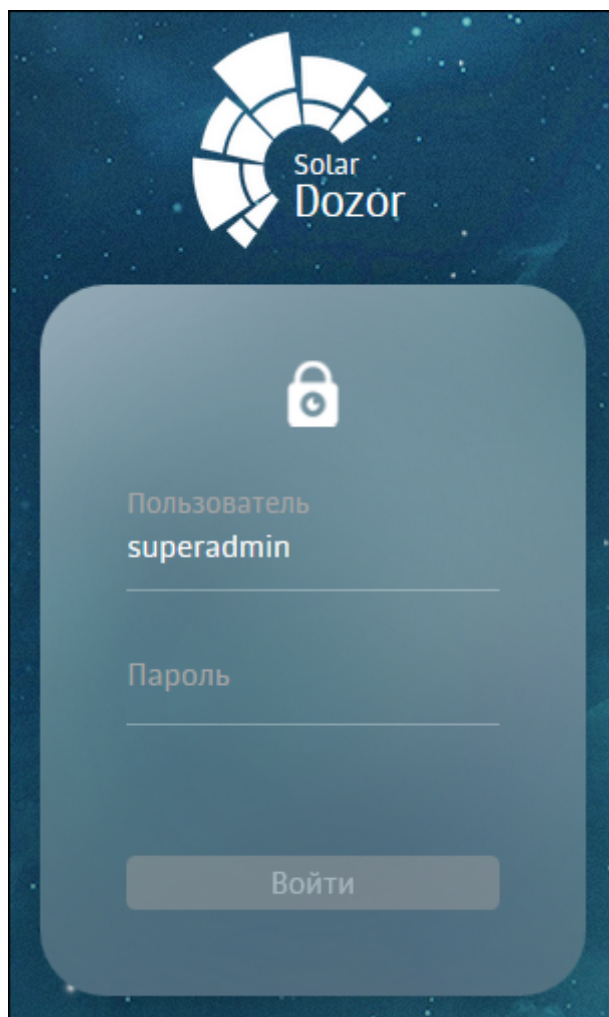 Solar
Dozor
Пользователь
superadmin
Пароль
Войти